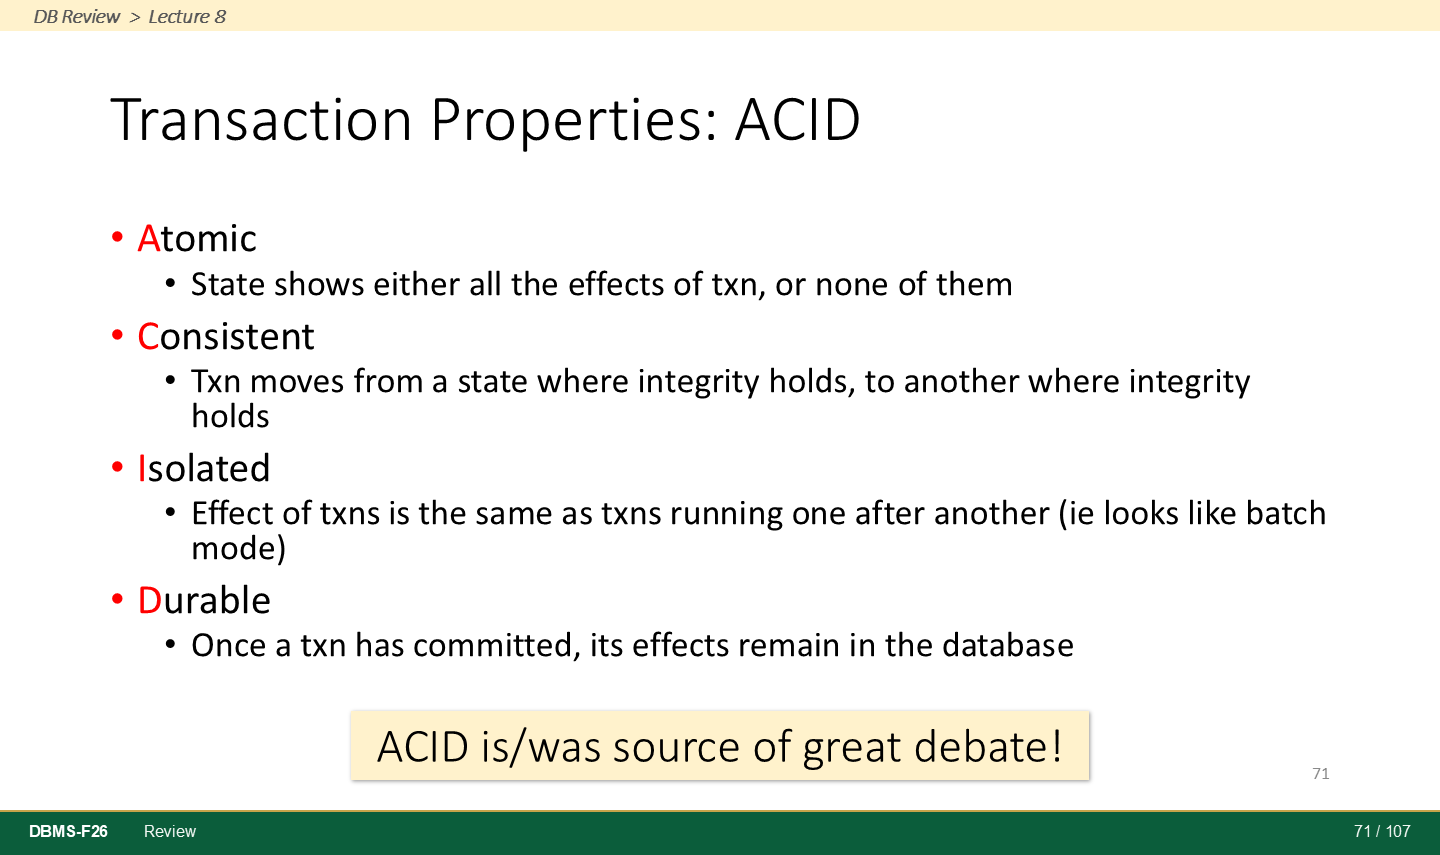 DB Review > Lecture 8
Transaction Properties: ACID
• Atomic
• State shows either all the effects of txn, or none of them
• Consistent
• Txn moves from a state where integrity holds, to another where integrity
holds
• Isolated
• Effect of txns is the same as txns running one after another (ie looks like batch
mode)
• Durable
• Once a txn has committed, its effects remain in the database
ACID is/was source of great debate!
71
DBMS-F26 Review 71 / 107